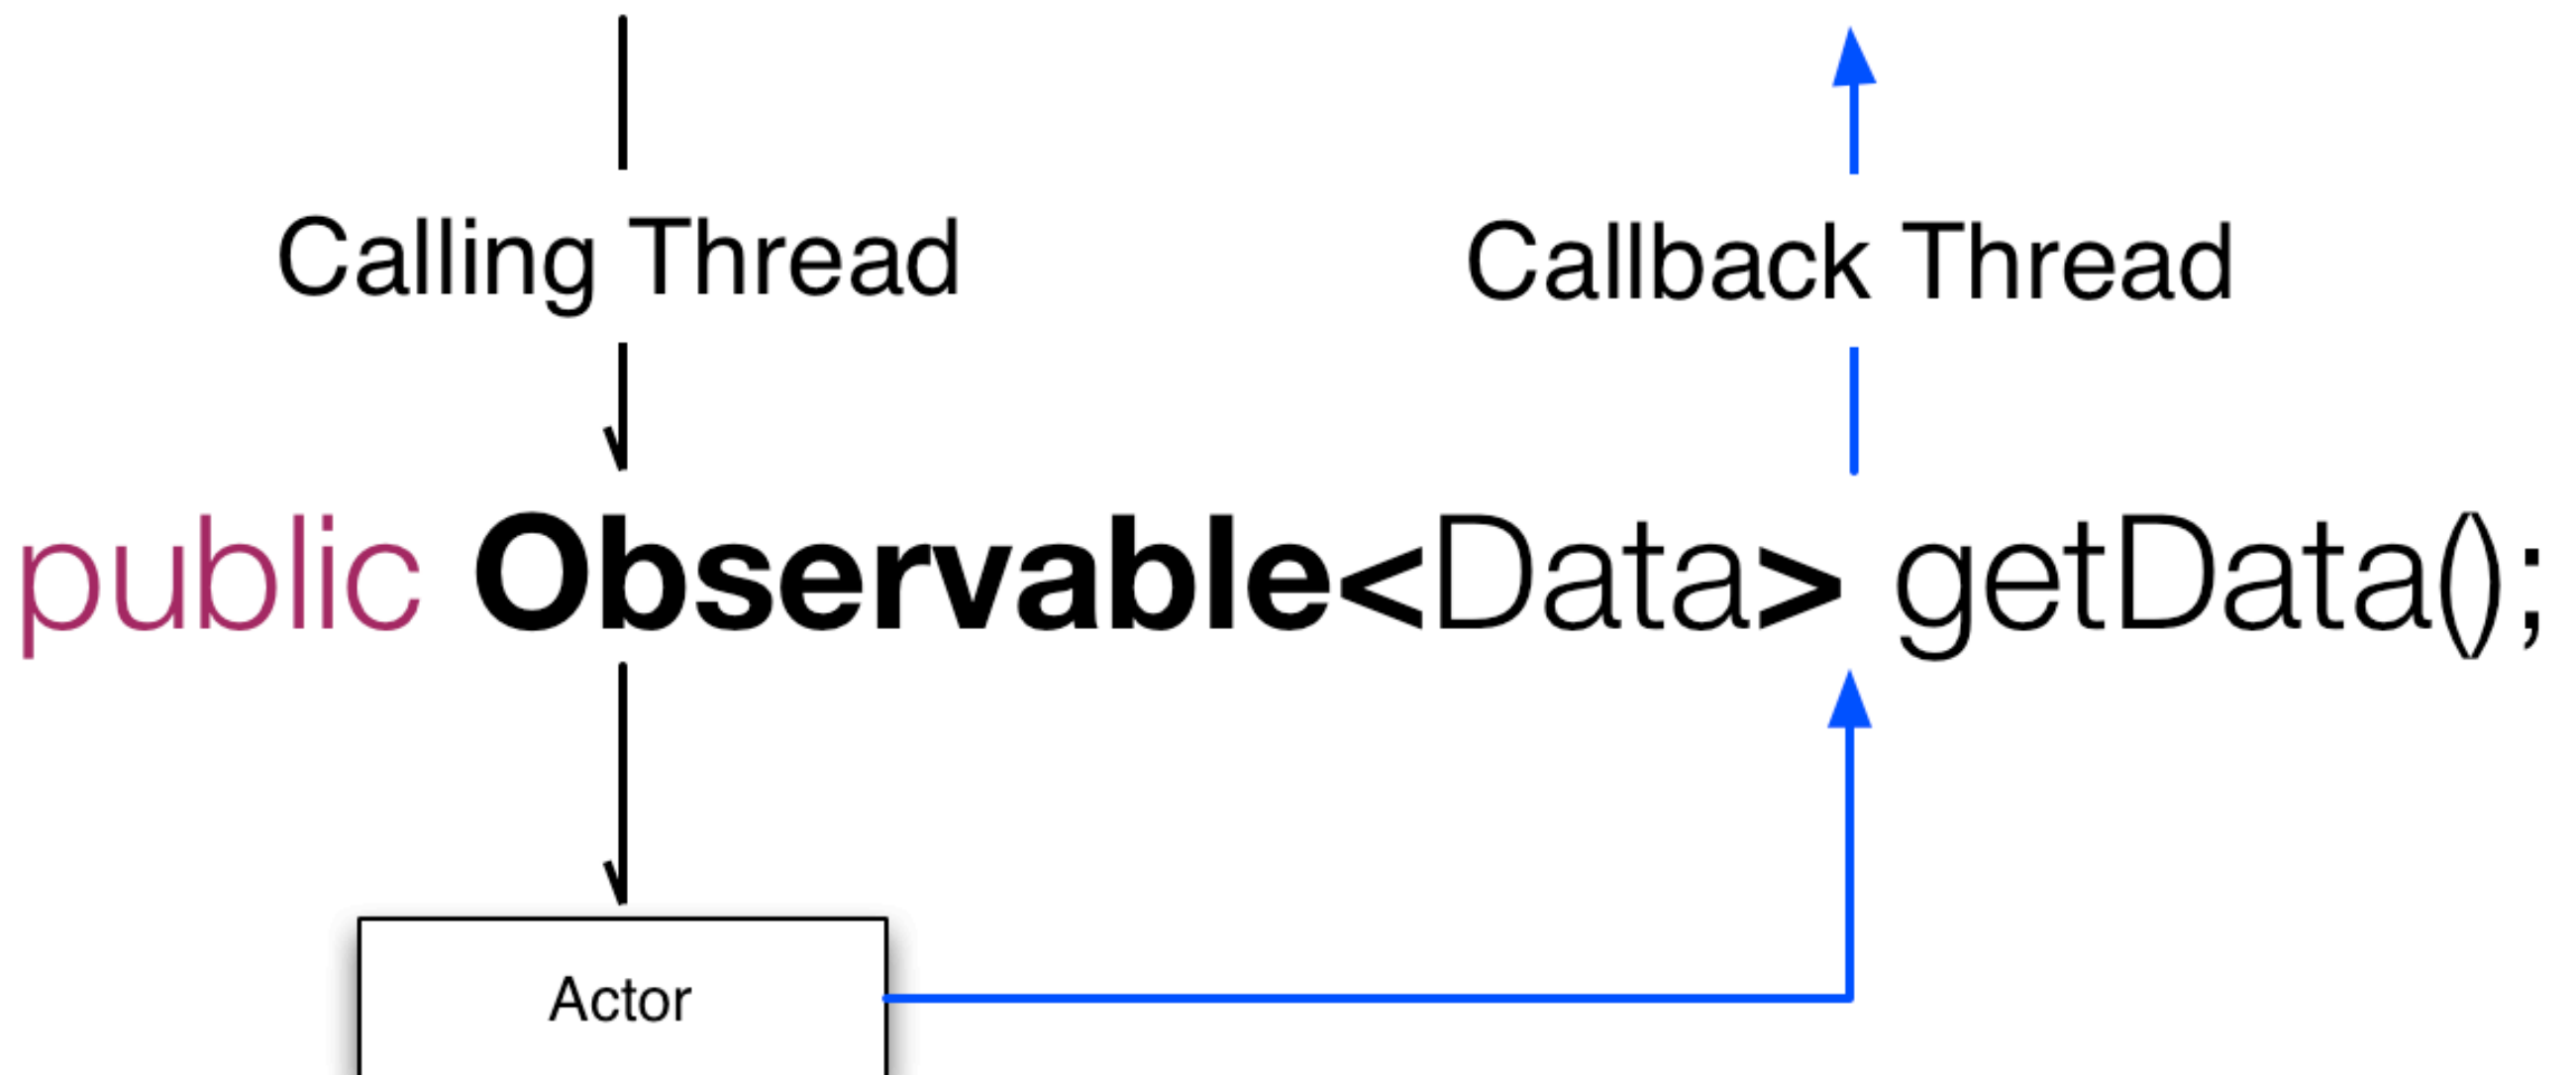 Calling Thread
Callback Thread
public Observable<Data> getData();
Actor